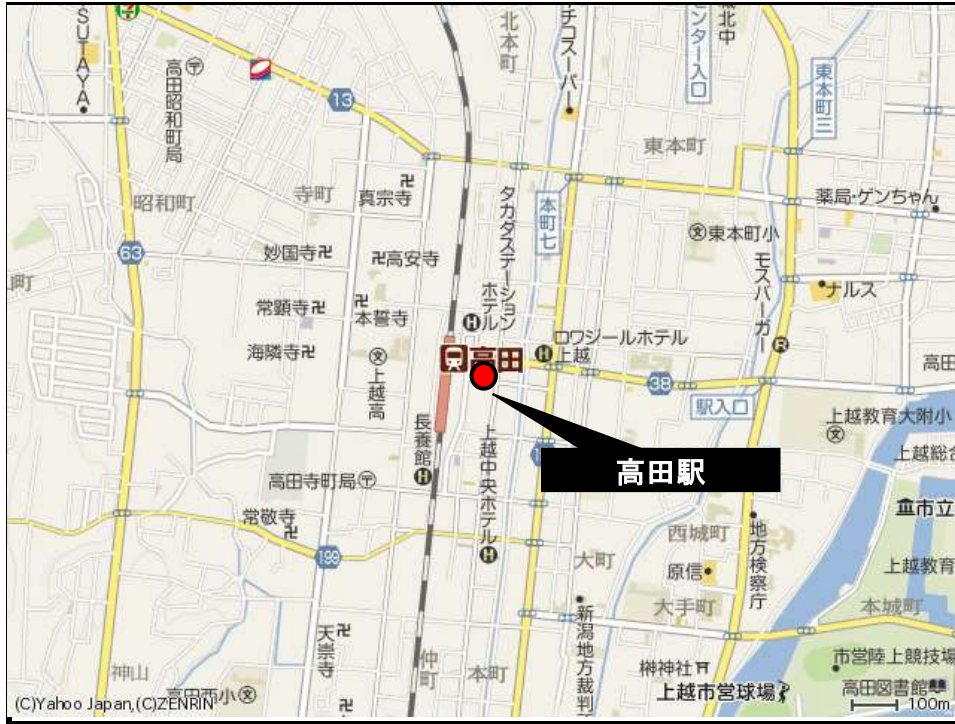 TSUTAYA
高田昭和町局
北本町
チコスーパー
センター入口
城北中
東本町三
13
東本町
薬局・ゲンちゃん
昭和町
寺町
真宗寺
タカダステーションホテル
本町七
東本町小
63
妙国寺
高安寺
モスバーガー
ナルス
常顕寺
本誓寺
海隣寺
上越高
高田
ロワジールホテル
上越
38
駅入口
高田
上越教育大附小
長養館
上越中央ホテル
高田駅
上越総合
高田寺町局
常敬寺
198
西城町
地方検察庁
市立
大町
原信
上越教育
大手町
本城町
天崇寺
新潟地方裁判所
神山
仲町
本町
榊神社
市営陸上競技場
高田西小
上越市営球場
高田図書館
(C)Yahoo Japan,(C)ZENRIN
100m